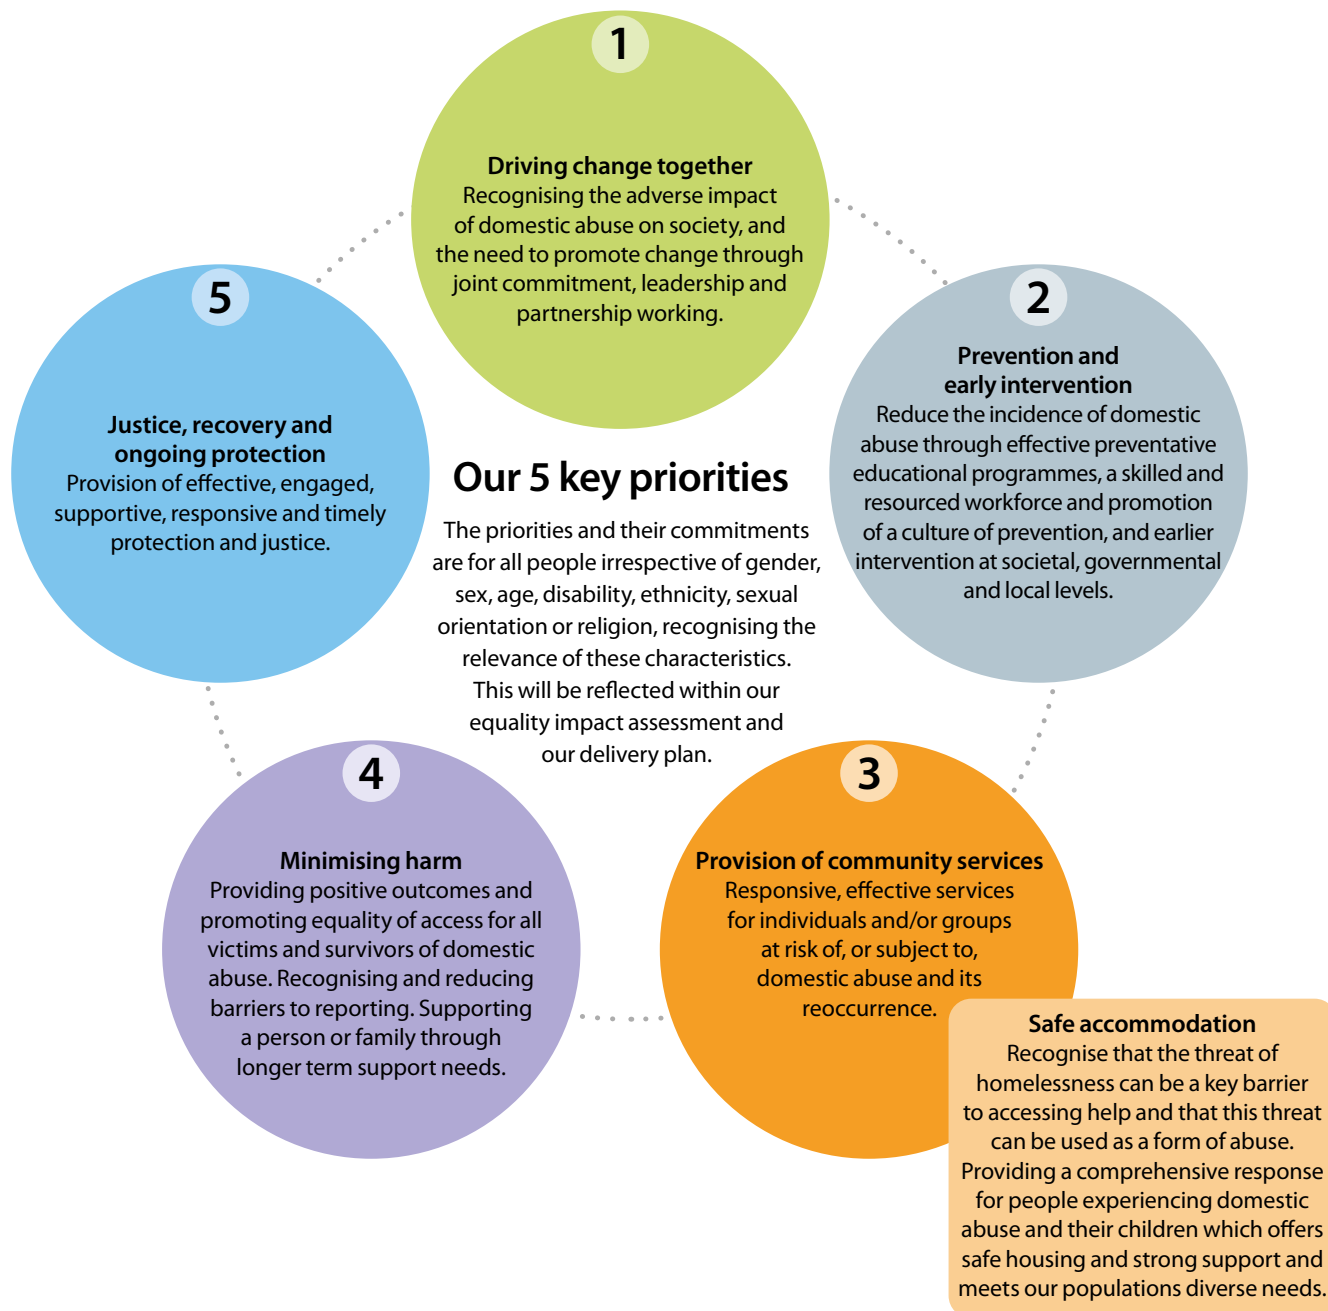 1
Driving change together
Recognising the adverse impact
of domestic abuse on society, and
the need to promote change through
joint commitment, leadership and
partnership working.
2
Prevention and
early intervention
Reduce the incidence of domestic
abuse through effective preventative
educational programmes, a skilled and
resourced workforce and promotion
of a culture of prevention, and earlier
intervention at societal, governmental
and local levels.
5
Justice, recovery and
ongoing protection
Provision of effective, engaged,
supportive, responsive and timely
protection and justice.
Our 5 key priorities
The priorities and their commitments
are for all people irrespective of gender,
sex, age, disability, ethnicity, sexual
orientation or religion, recognising the
relevance of these characteristics.
This will be reflected within our
equality impact assessment and
our delivery plan.
4
Minimising harm
Providing positive outcomes and
promoting equality of access for all
victims and survivors of domestic
abuse. Recognising and reducing
barriers to reporting. Supporting
a person or family through
longer term support needs.
3
Provision of community services
Responsive, effective services
for individuals and/or groups
at risk of, or subject to,
domestic abuse and its
reoccurrence.
Safe accommodation
Recognise that the threat of
homelessness can be a key barrier
to accessing help and that this threat
can be used as a form of abuse.
Providing a comprehensive response
for people experiencing domestic
abuse and their children which offers
safe housing and strong support and
meets our populations diverse needs.